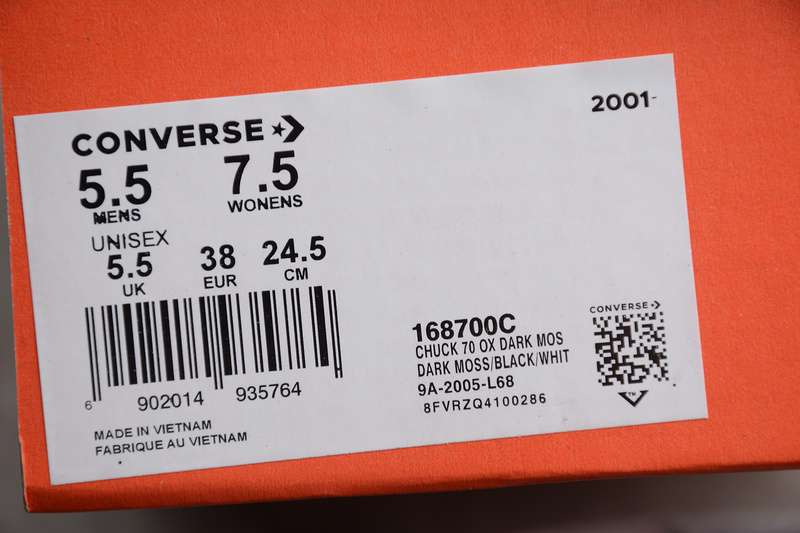 2001-
CONVERSE
5.5 7.5
MENS WONENS
UNISEX
5.5 38 24.5
UK EUR CM
6 902014 935764
MADE IN VIETNAM
FABRIQUE AU VIETNAM
168700C
CHUCK 70 OX DARK MOS
DARK MOSS/BLACK/WHIT
9A-2005-L68
8FVRZQ4100286
CONVERSE